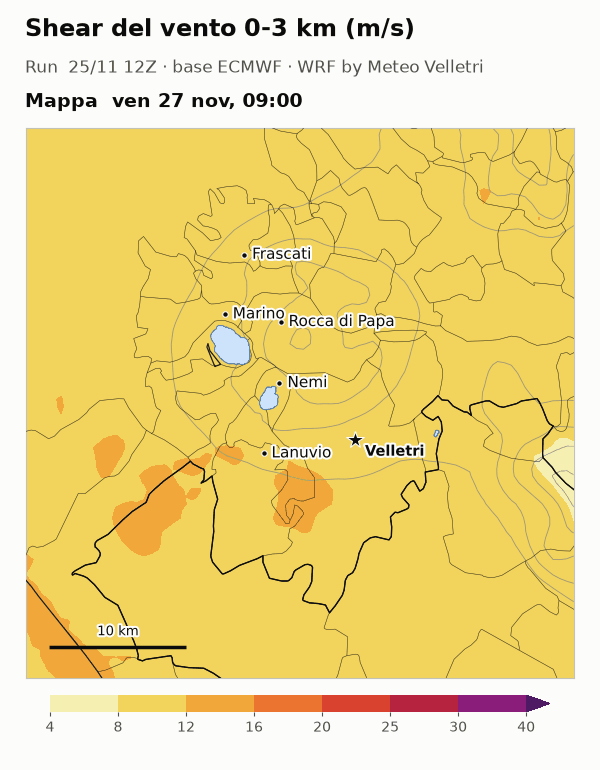 Shear del vento 0-3 km (m/s)
Run  25/11 12Z · base ECMWF · WRF by Meteo Velletri
Mappa  ven 27 nov, 09:00
Frascati
Marino
Rocca di Papa
Nemi
Lanuvio
Velletri
10 km
4 8 12 16 20 25 30 40